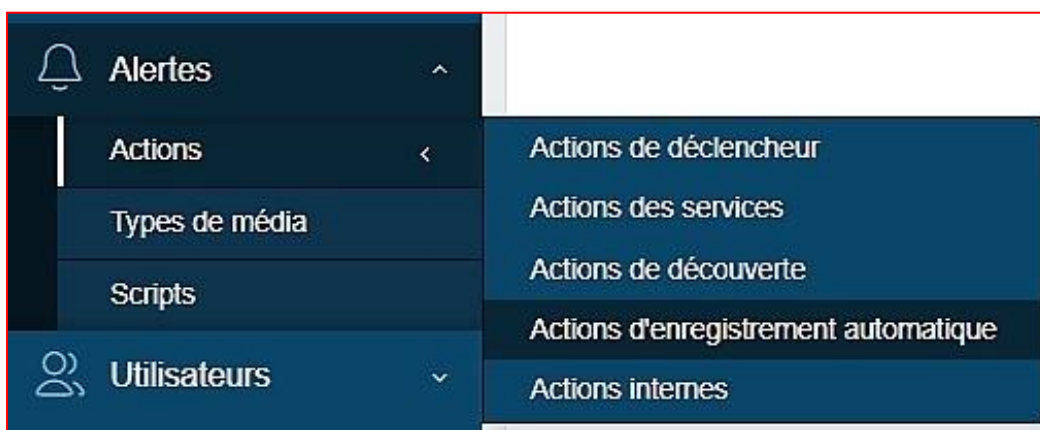 Alertes
Actions
Types de média
Scripts
Utilisateurs
Actions de déclencheur
Actions des services
Actions de découverte
Actions d'enregistrement automatique
Actions internes